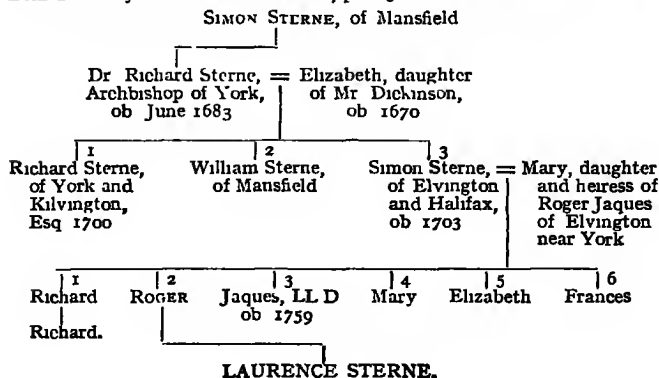 SIMON STERNE, of Mansfield
Dr Richard Sterne, = Elizabeth, daughter
Archbishop of York, of Mr Dickinson,
ob June 1683 ob 1670
1 2 3
Richard Sterne, William Sterne, Simon Sterne, = Mary, daughter
of York and of Mansfield of Elvington and heiress of
Kilvington, and Halifax, Roger Jaques
Esq 1700 ob 1703 of Elvington
near York
1 2 3 4 5 6
Richard ROGER Jaques, LL D Mary Elizabeth Frances
ob 1759
Richard.
LAURENCE STERNE.